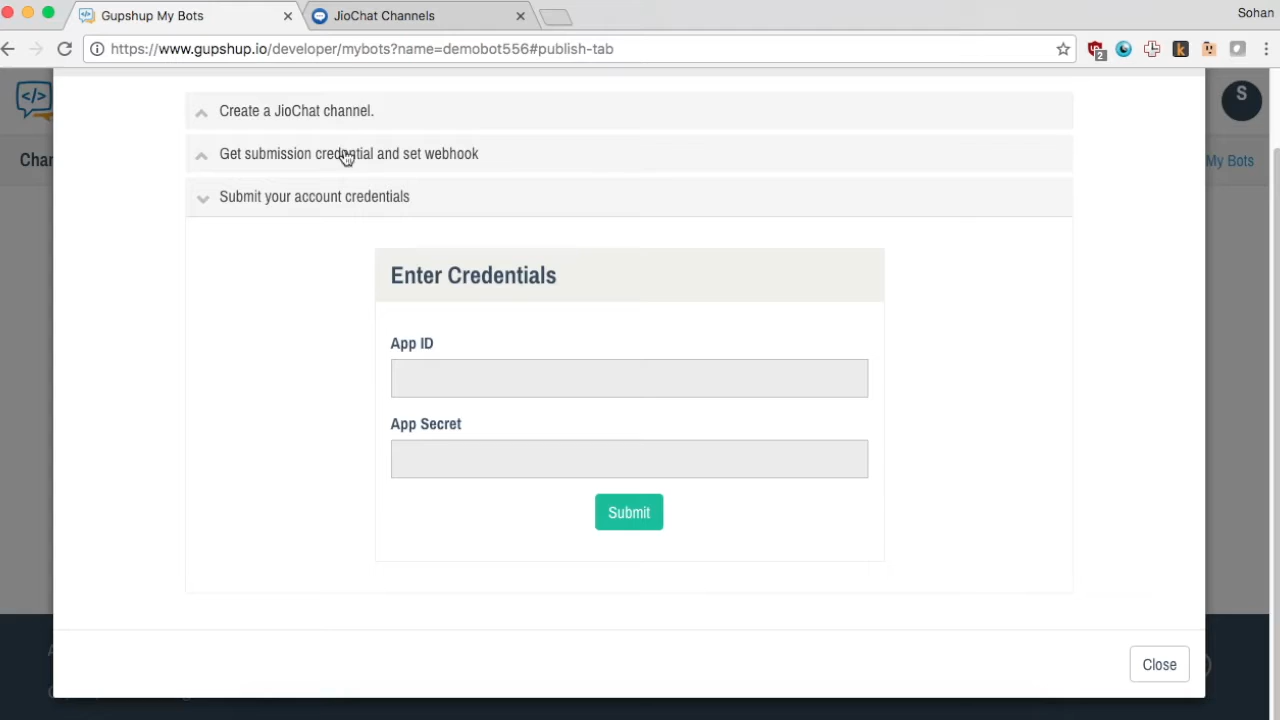 Gupshup My Bots
JioChat Channels
Sohan
https://www.gupshup.io/developer/mybots?name=demobot556#publish-tab
2
k
</>
S
Chan
My Bots
Create a JioChat channel.
Get submission credential and set webhook
Submit your account credentials
Enter Credentials
App ID
App Secret
Submit
Close